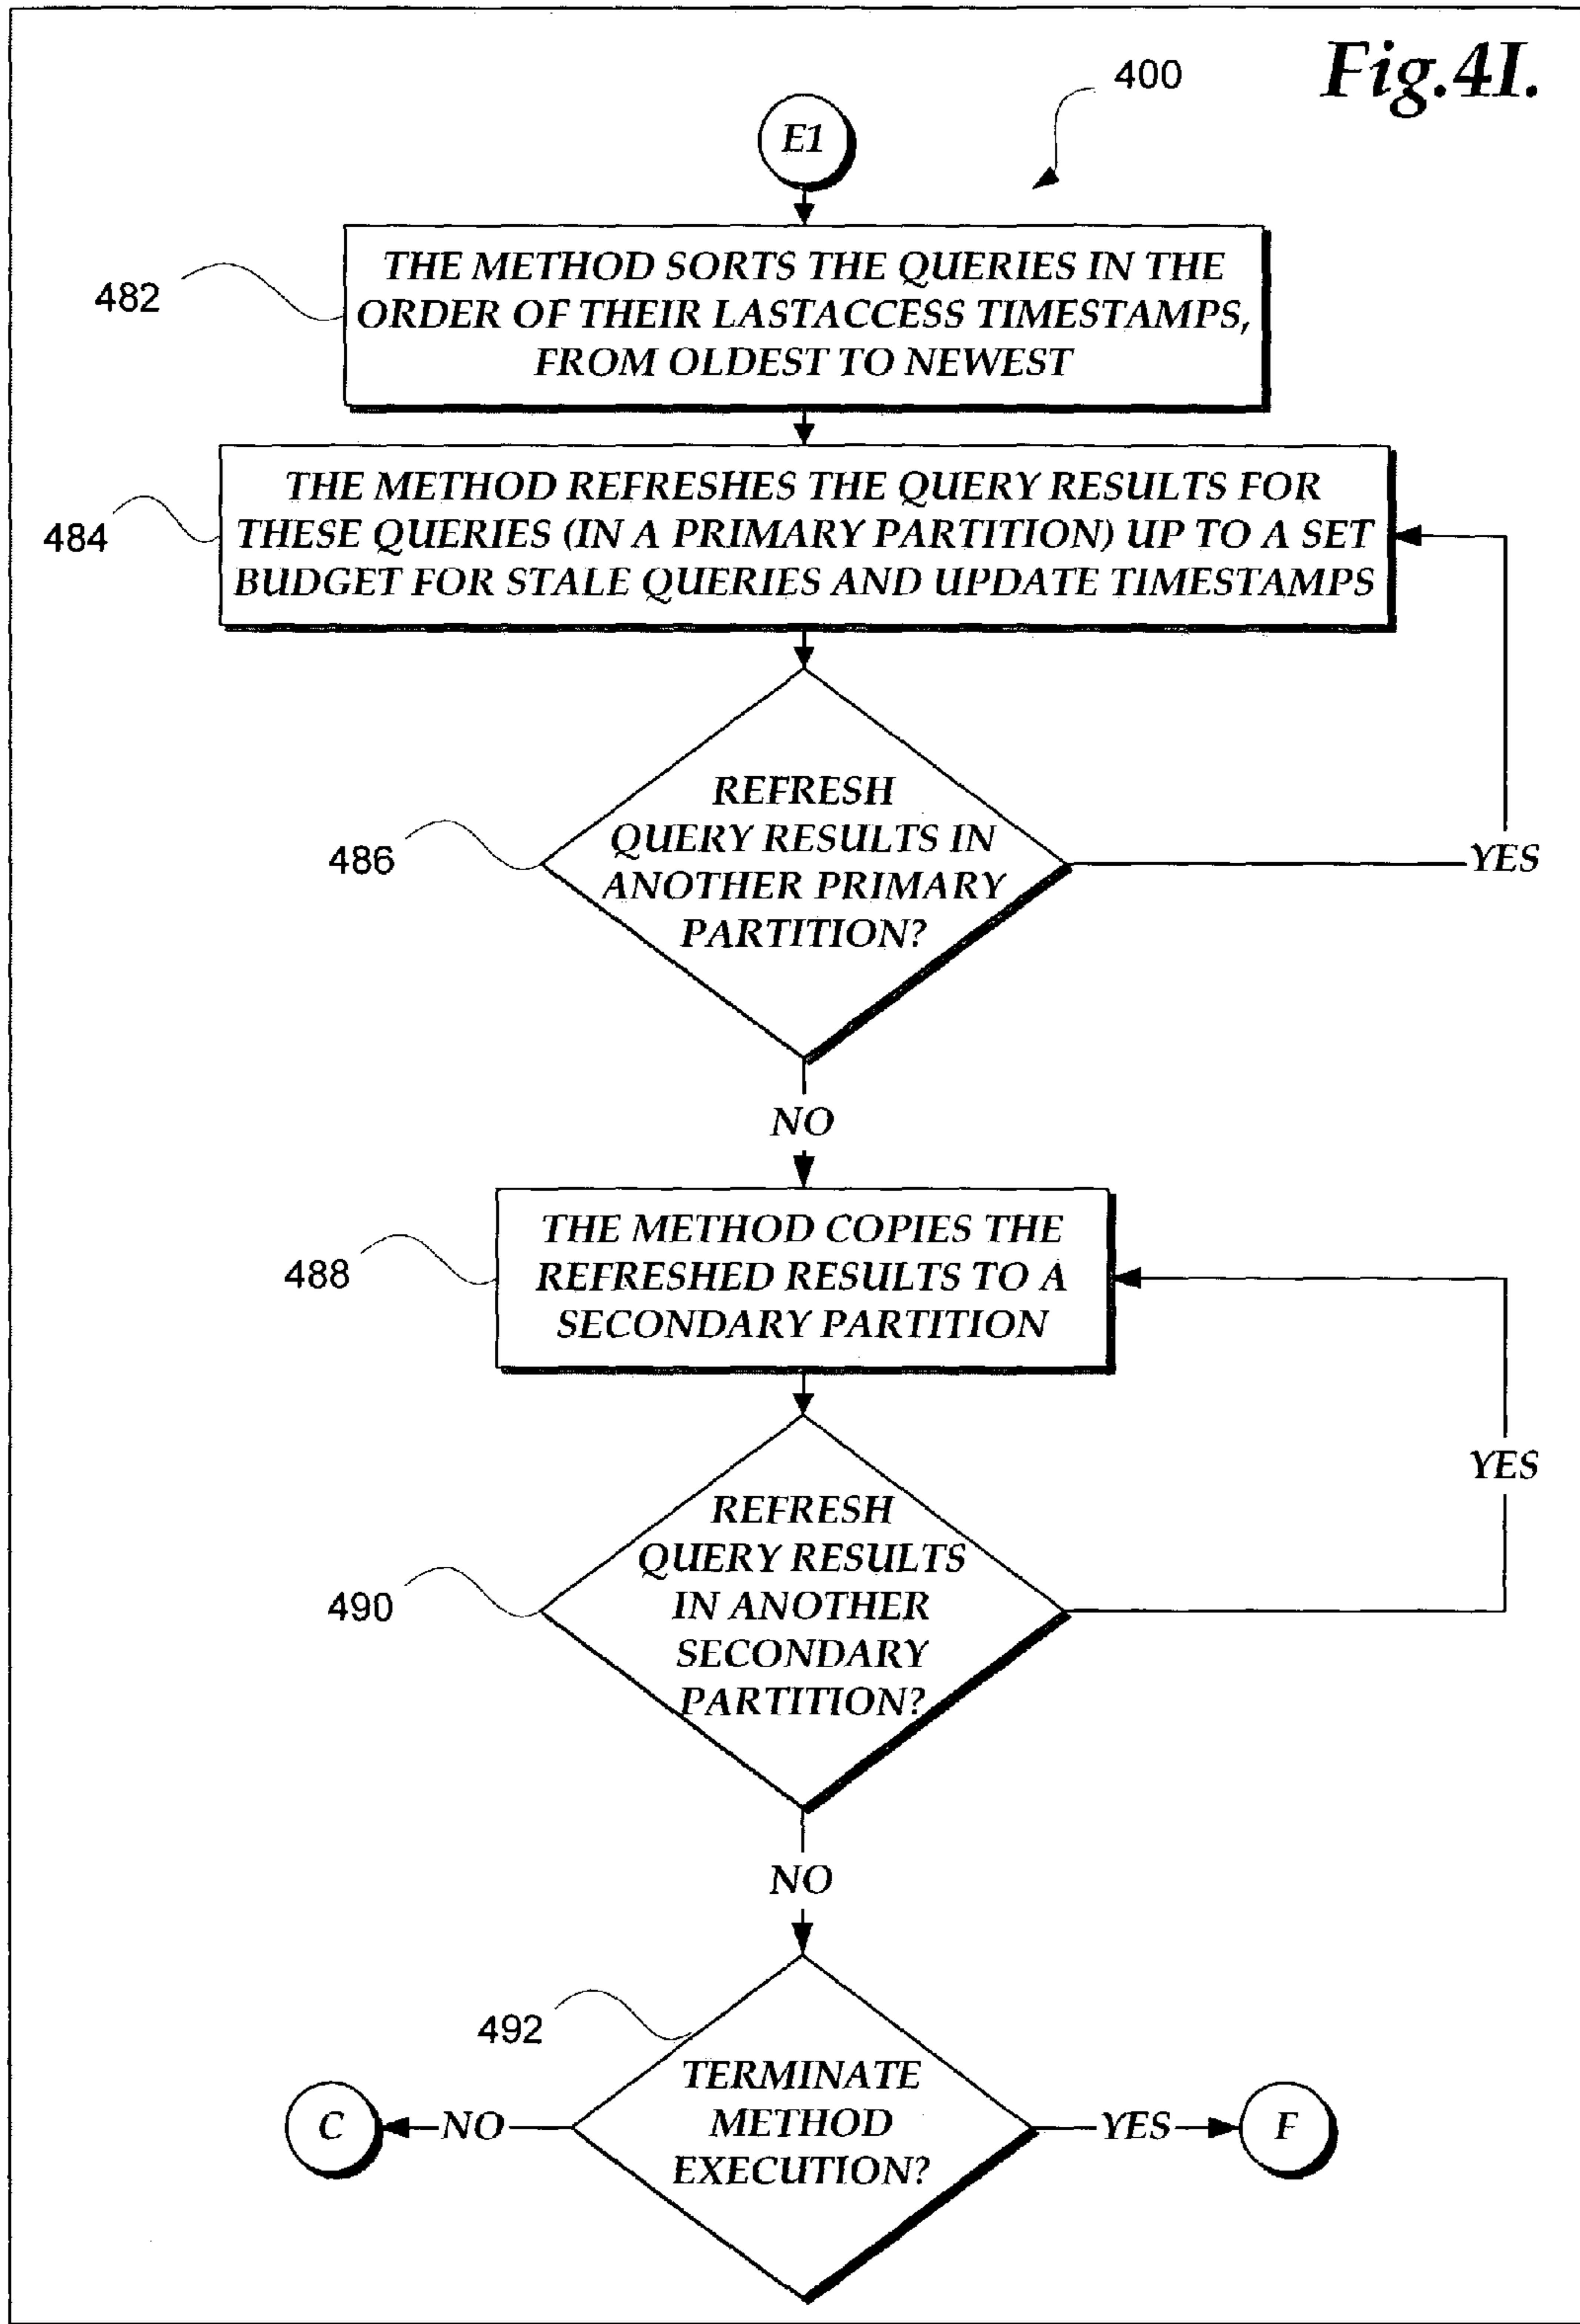 Fig.4I.
400
E1
482
THE METHOD SORTS THE QUERIES IN THE
ORDER OF THEIR LASTACCESS TIMESTAMPS,
FROM OLDEST TO NEWEST
484
THE METHOD REFRESHES THE QUERY RESULTS FOR
THESE QUERIES (IN A PRIMARY PARTITION) UP TO A SET
BUDGET FOR STALE QUERIES AND UPDATE TIMESTAMPS
486
REFRESH
QUERY RESULTS IN
ANOTHER PRIMARY
PARTITION?
YES
NO
488
THE METHOD COPIES THE
REFRESHED RESULTS TO A
SECONDARY PARTITION
490
REFRESH
QUERY RESULTS
IN ANOTHER
SECONDARY
PARTITION?
YES
NO
492
TERMINATE
METHOD
EXECUTION?
C
NO
YES
F